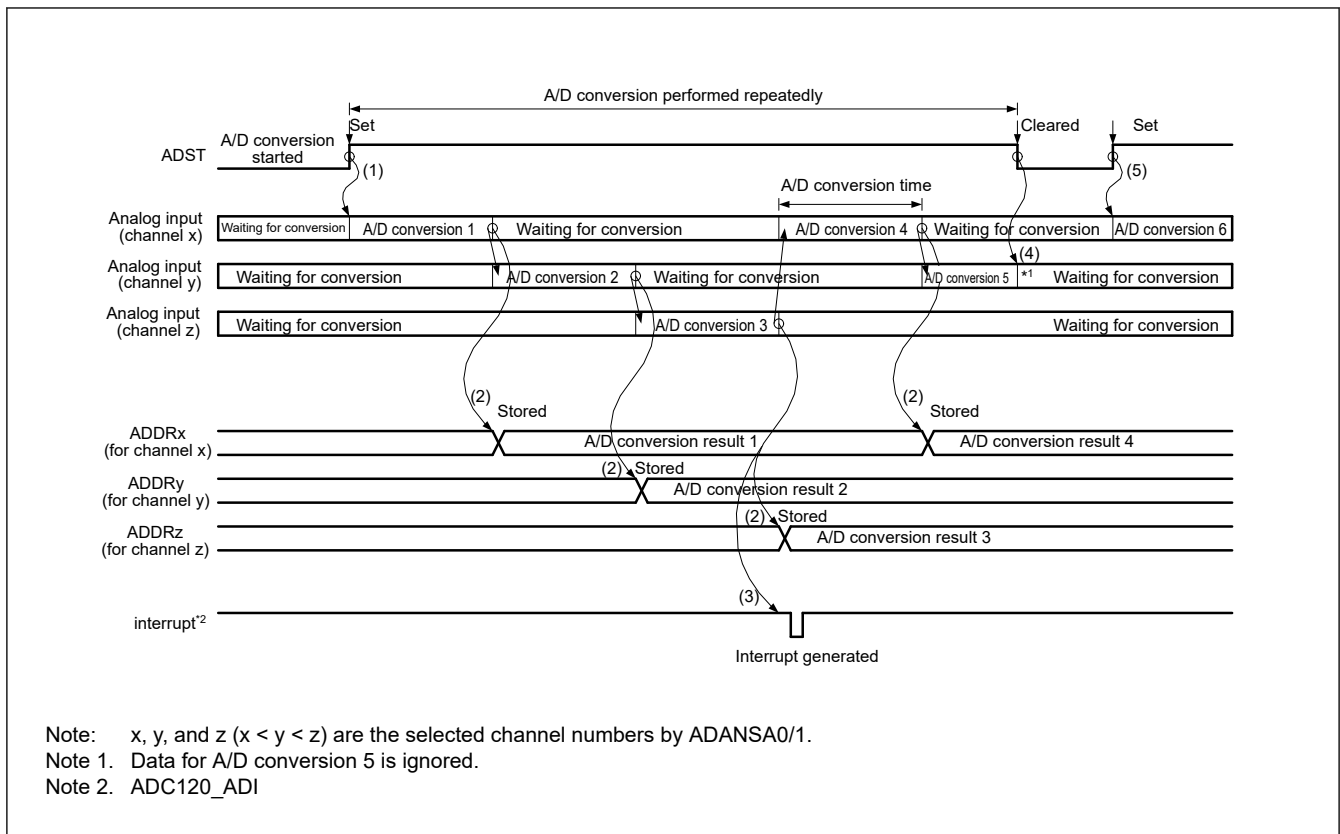 A/D conversion performed repeatedly
Set
Cleared
Set
A/D conversion
started
ADST
(1)
(5)
A/D conversion time
Analog input
(channel x)
Waiting for conversion
A/D conversion 1
Waiting for conversion
A/D conversion 4
Waiting for conversion
A/D conversion 6
(4)
Analog input
(channel y)
Waiting for conversion
A/D conversion 2
Waiting for conversion
A/D conversion 5
*1
Waiting for conversion
Analog input
(channel z)
Waiting for conversion
A/D conversion 3
Waiting for conversion
(2)
Stored
(2)
Stored
ADDRx
(for channel x)
A/D conversion result 1
A/D conversion result 4
(2)
Stored
ADDRy
(for channel y)
A/D conversion result 2
(2)
Stored
ADDRz
(for channel z)
A/D conversion result 3
(3)
interrupt*2
Interrupt generated
Note: x, y, and z (x < y < z) are the selected channel numbers by ADANSA0/1.
Note 1. Data for A/D conversion 5 is ignored.
Note 2. ADC120_ADI